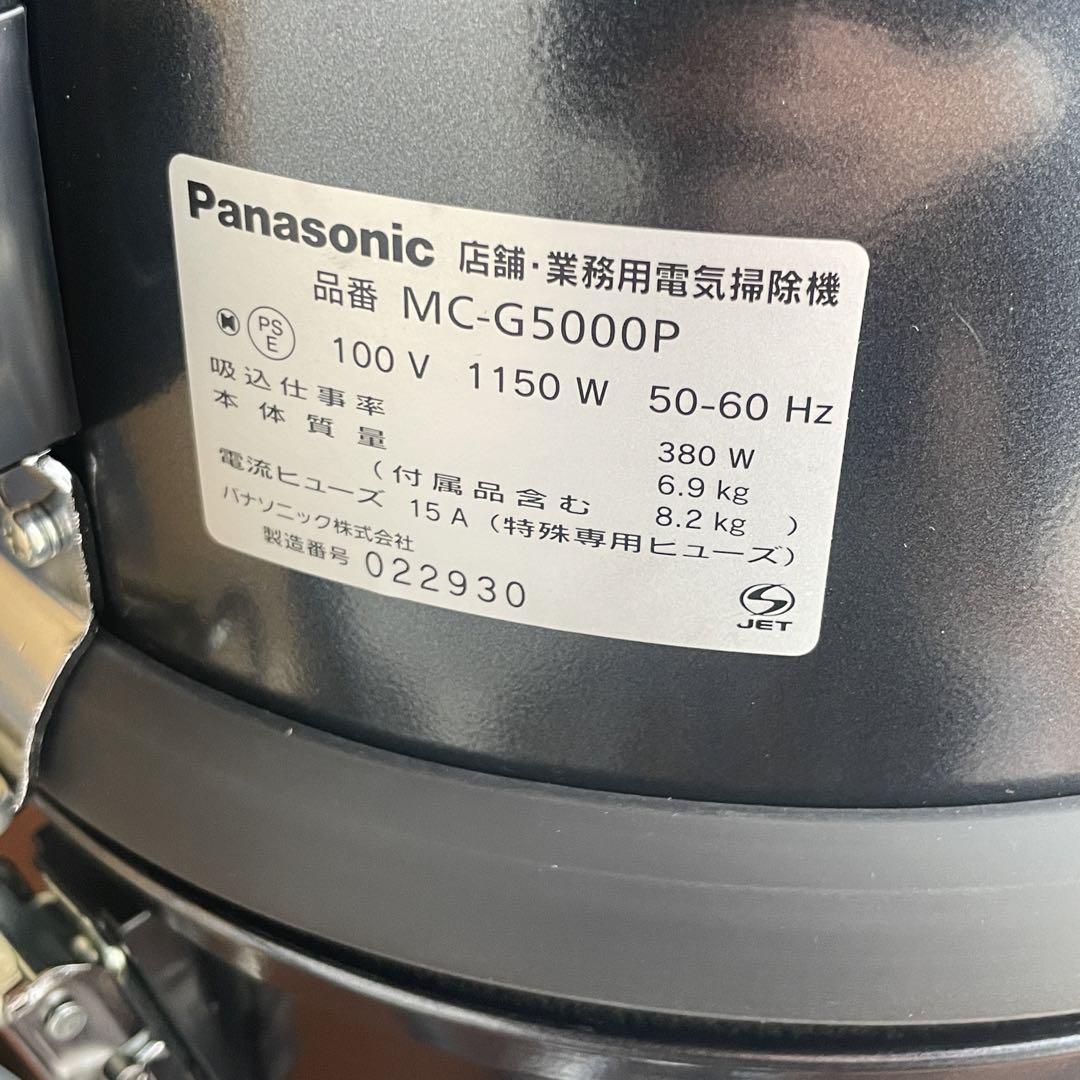 Panasonic 店舗・業務用電気掃除機
品番 MC-G5000P
PS
E
100 V 1150 W 50-60 Hz
吸込仕事率 380 W
本体質量 6.9 kg
(付属品含む 8.2 kg )
電流ヒューズ 15 A (特殊専用ヒューズ)
パナソニック株式会社
製造番号 022930
JET